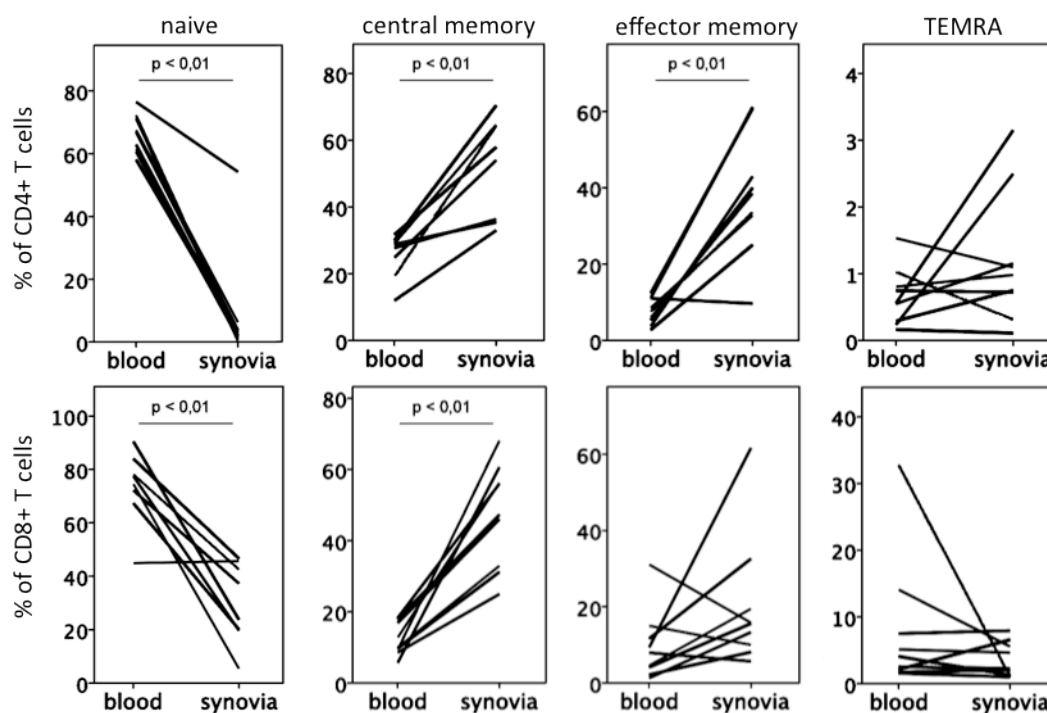 naive central memory effector memory TEMRA
% of CD4+ T cells
p < 0,01
80
60
40
20
0
blood synovia
p < 0,01
80
60
40
20
0
blood synovia
p < 0,01
60
40
20
0
blood synovia
4
3
2
1
0
blood synovia
% of CD8+ T cells
p < 0,01
100
80
60
40
20
0
blood synovia
p < 0,01
80
60
40
20
0
blood synovia
60
40
20
0
blood synovia
40
30
20
10
0
blood synovia